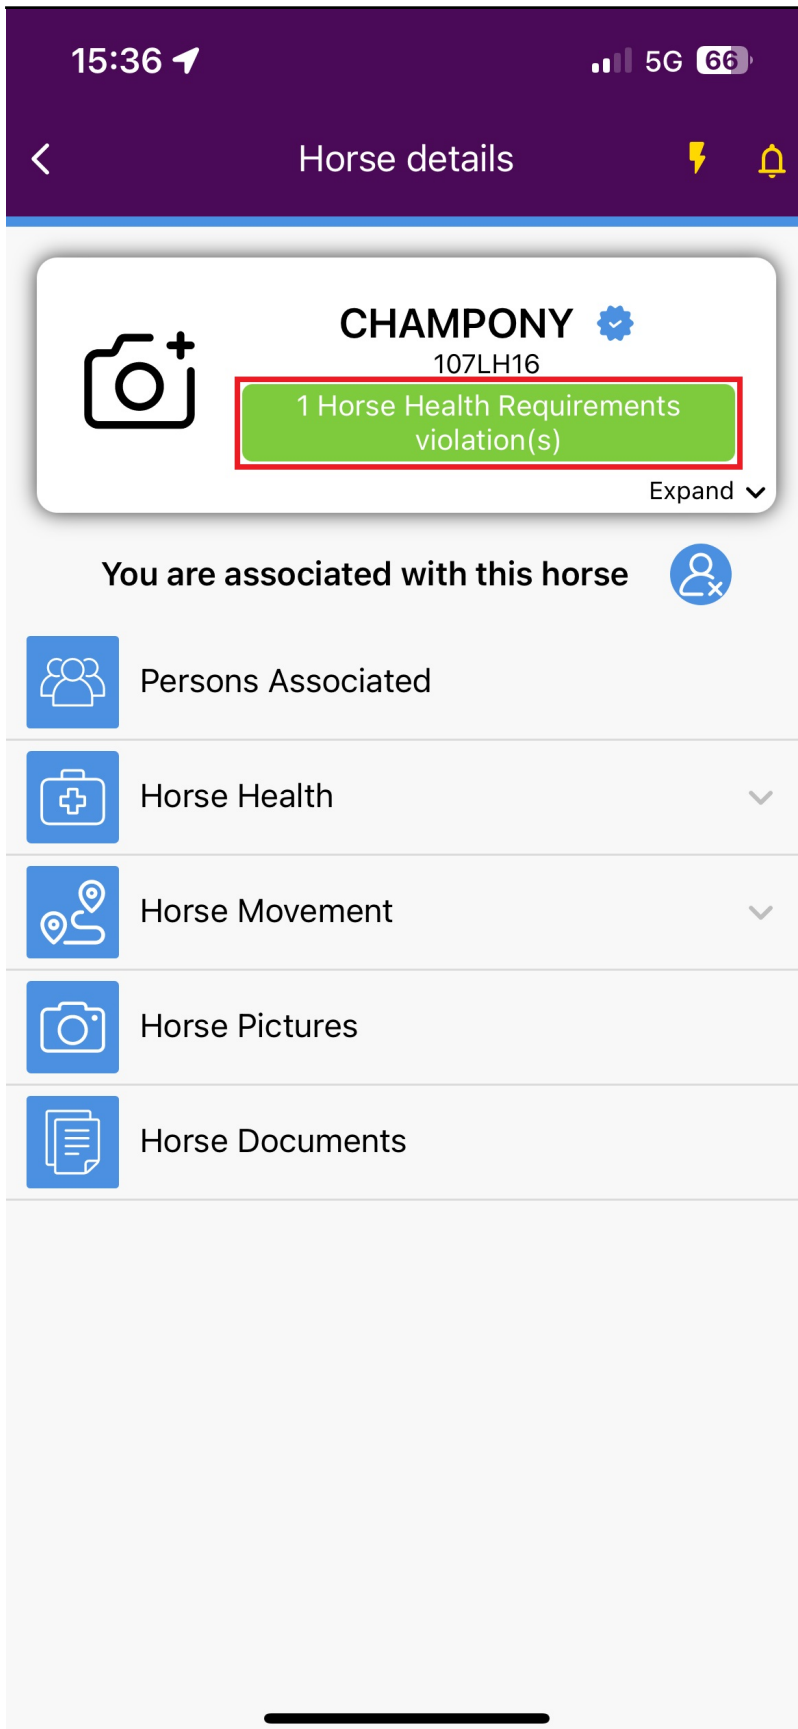 15:36 5G 66
Horse details
CHAMPONY
107LH16
1 Horse Health Requirements
violation(s)
Expand
You are associated with this horse
Persons Associated
Horse Health
Horse Movement
Horse Pictures
Horse Documents